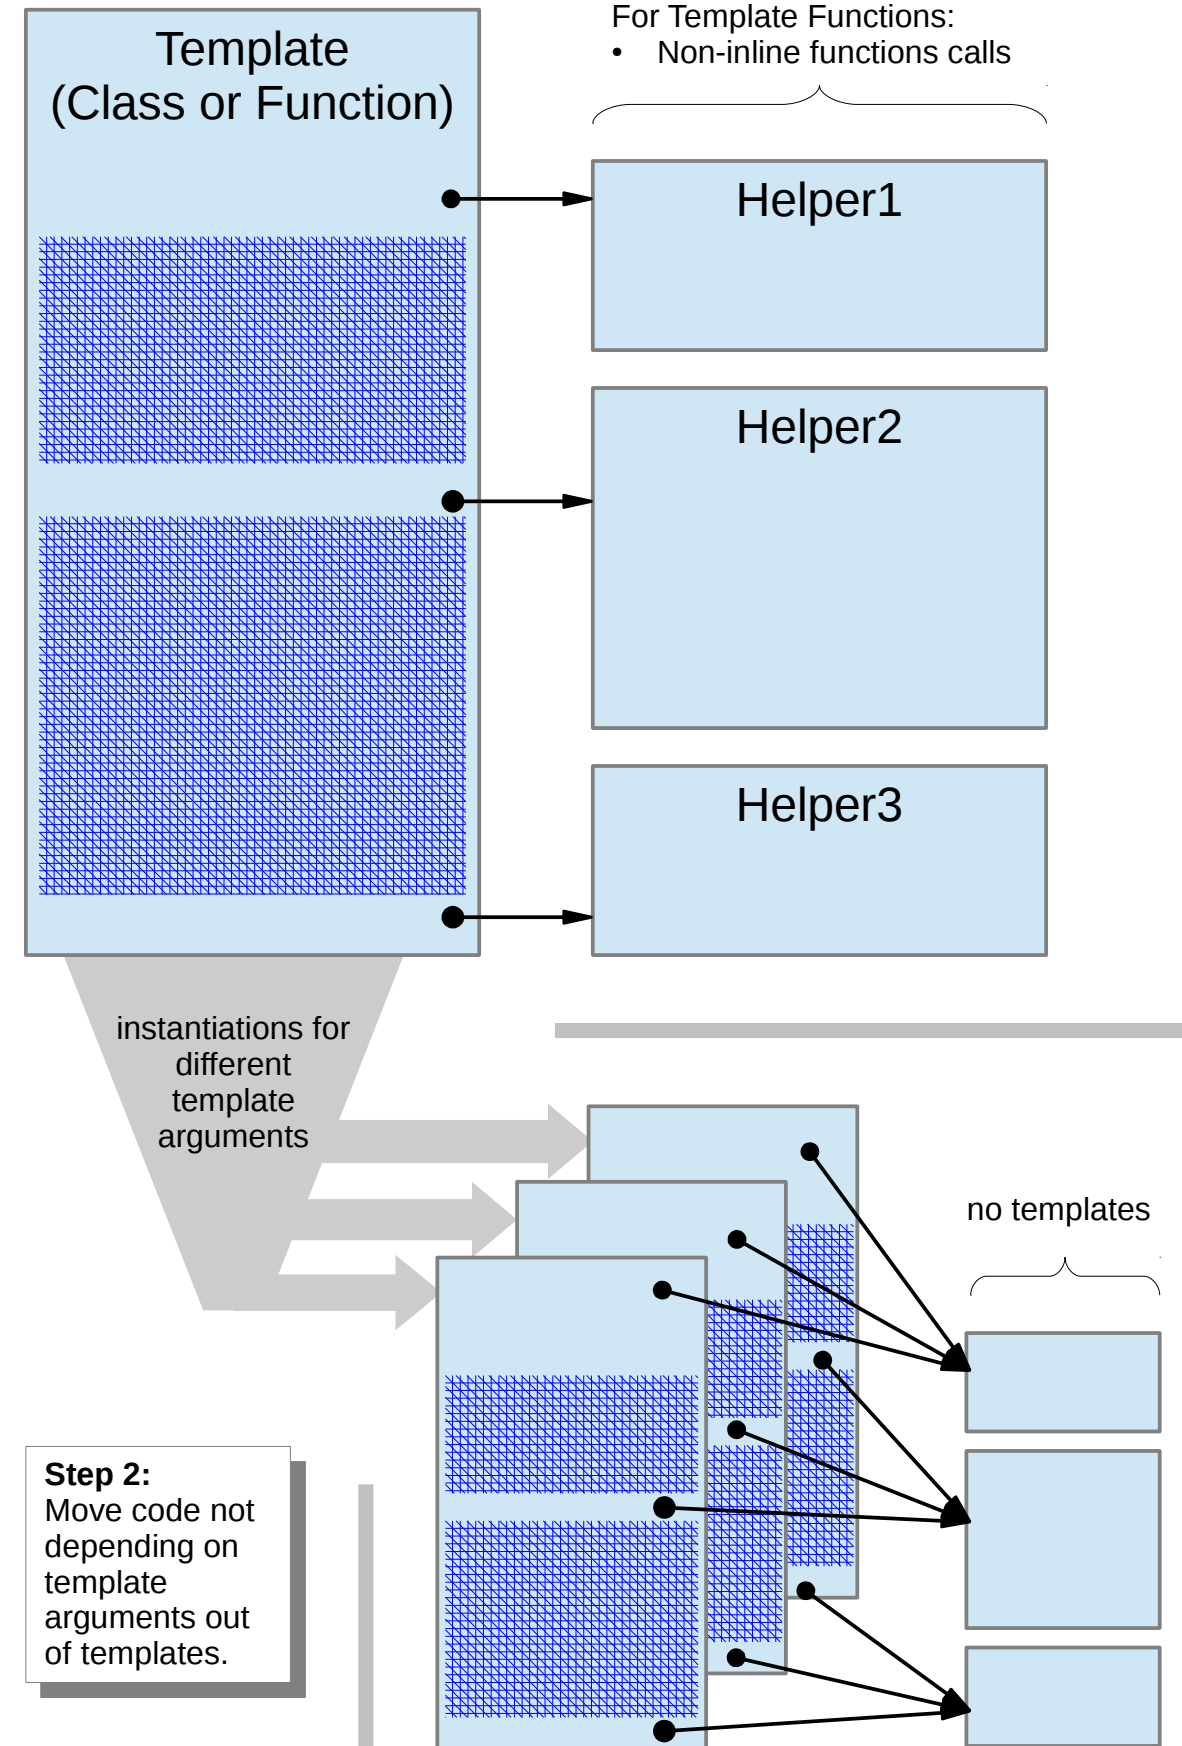 For Template Functions:
• Non-inline functions calls
Template
(Class or Function)
Helper1
Helper2
Helper3
instantiations for
different
template
arguments
no templates
Step 2:
Move code not
depending on
template
arguments out
of templates.